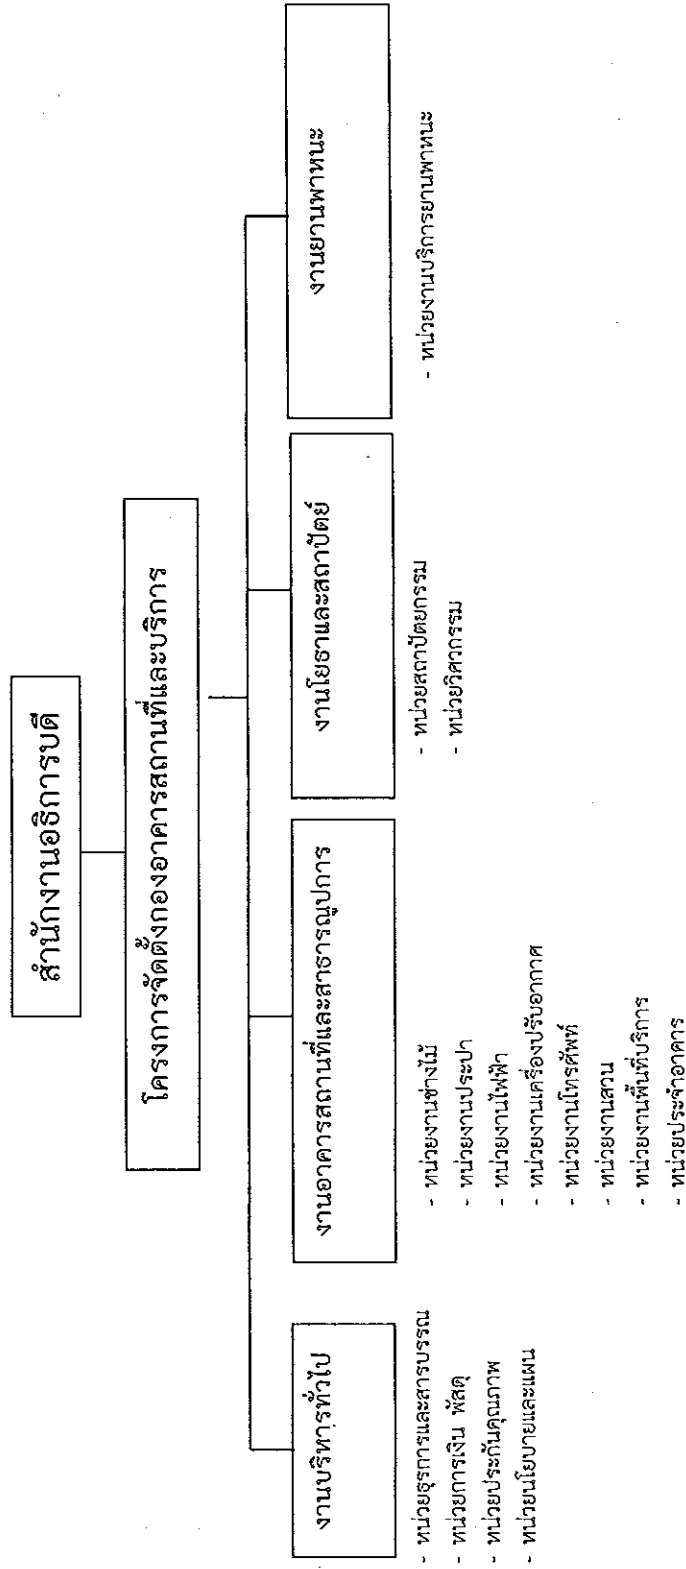 สำนักงานอธิการบดี
โครงการจัดตั้งกองอาคารสถานที่และบริการ
งานบริหารทั่วไป
- หน่วยธุรการและสารบรรณ
- หน่วยการเงิน พัสดุ
- หน่วยประกันคุณภาพ
- หน่วยนโยบายและแผน
งานอาคารสถานที่และสาธารณูปการ
- หน่วยงานช่างไม้
- หน่วยงานประปา
- หน่วยงานไฟฟ้า
- หน่วยงานเครื่องปรับอากาศ
- หน่วยงานโทรศัพท์
- หน่วยงานสวน
- หน่วยงานพื้นที่บริการ
- หน่วยประจำอาคาร
งานโยธาและสถาปัตย์
- หน่วยสถาปัตยกรรม
- หน่วยวิศวกรรม
งานยานพาหนะ
- หน่วยงานบริการยานพาหนะ